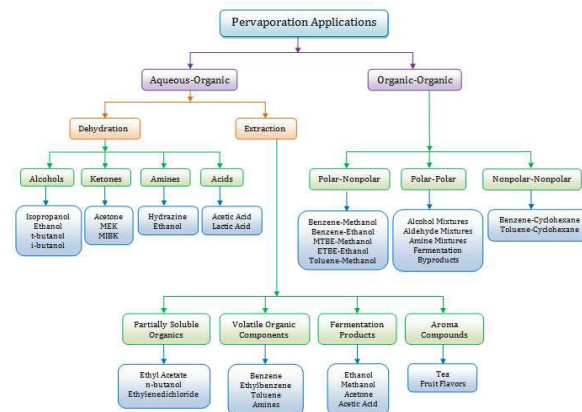 Pervaporation Applications
Aqueous-Organic
Organic-Organic
Dehydration
Extraction
Alcohols
Ketones
Amines
Acids
Polar-Nonpolar
Polar-Polar
Nonpolar-Nonpolar
Isopropanol
Ethanol
t-butanol
i-butanol
Acetone
MEK
MIBK
Hydrazine
Ethanol
Acetic Acid
Lactic Acid
Benzene-Methanol
Benzene-Ethanol
MTBE-Methanol
ETBE-Ethanol
Toluene-Methanol
Alcohol Mixtures
Aldehyde Mixtures
Amine Mixtures
Fermentation
Byproducts
Benzene-Cyclohexane
Toluene-Cyclohexane
Partially Soluble
Organics
Volatile Organic
Components
Fermentation
Products
Aroma
Compounds
Ethyl Acetate
n-butanol
Ethylenedichloride
Benzene
Ethylbenzene
Toluene
Amines
Ethanol
Methanol
Acetone
Acetic Acid
Tea
Fruit Flavors